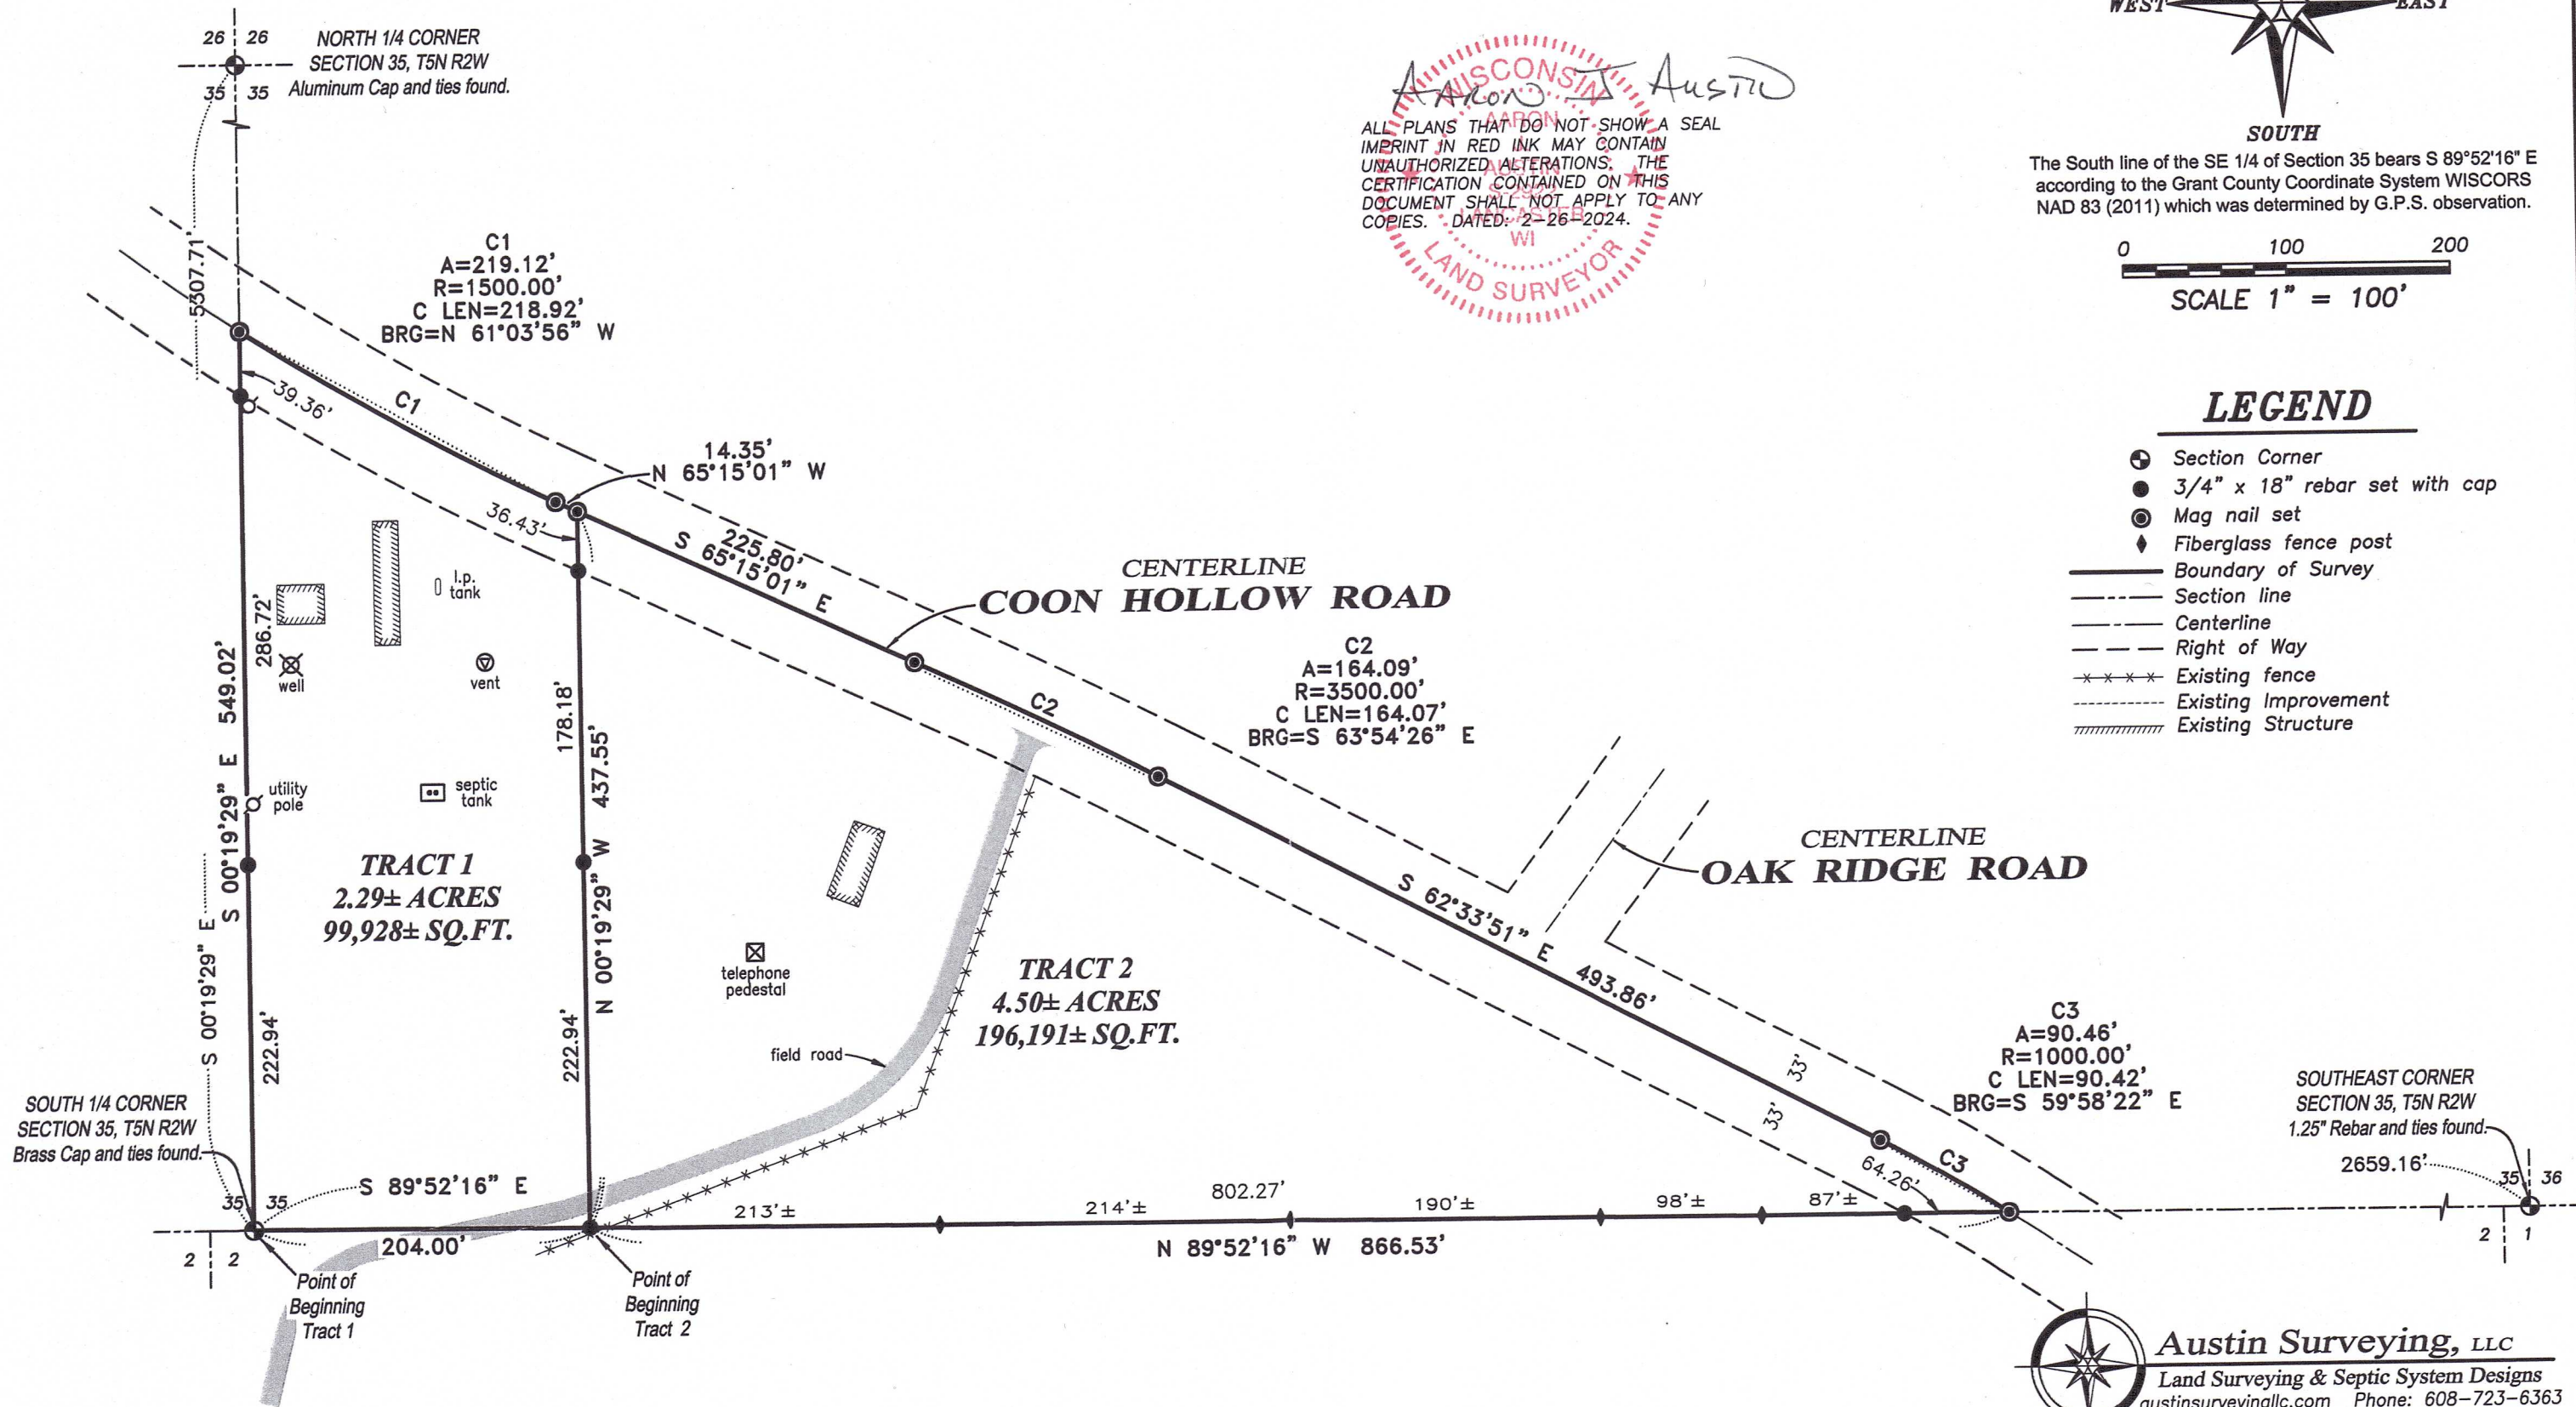 26 26
NORTH 1/4 CORNER
SECTION 35, T5N R2W
Aluminum Cap and ties found.
35 35
5307.71'
C1
A=219.12'
R=1500.00'
C LEN=218.92'
BRG=N 61°03'56" W
39.36'
C1
14.35'
N 65°15'01" W
36.43'
225.80'
S 65°15'01" E
CENTERLINE
COON HOLLOW ROAD
C2
A=164.09'
R=3500.00'
C LEN=164.07'
BRG=S 63°54'26" E
C2
AARON J AUSTIN
ALL PLANS THAT DO NOT SHOW A SEAL
IMPRINT IN RED INK MAY CONTAIN
UNAUTHORIZED ALTERATIONS. THE
CERTIFICATION CONTAINED ON THIS
DOCUMENT SHALL NOT APPLY TO ANY
COPIES. DATED: 2-26-2024.
WISCONSIN
AARON
J
AUSTIN
LANCASTER
WI
LAND SURVEYOR
WEST EAST
SOUTH
The South line of the SE 1/4 of Section 35 bears S 89°52'16" E
according to the Grant County Coordinate System WISCORS
NAD 83 (2011) which was determined by G.P.S. observation.
0 100 200
SCALE 1" = 100'
LEGEND
Section Corner
3/4" x 18" rebar set with cap
Mag nail set
Fiberglass fence post
Boundary of Survey
Section line
Centerline
Right of Way
Existing fence
Existing Improvement
Existing Structure
l.p.
tank
well
vent
286.72'
S 00°19'29" E 549.02'
utility
pole
septic
tank
178.18'
N 00°19'29" W 437.55'
TRACT 1
2.29± ACRES
99,928± SQ.FT.
S 00°19'29" E
222.94'
222.94'
telephone
pedestal
field road
TRACT 2
4.50± ACRES
196,191± SQ.FT.
CENTERLINE
OAK RIDGE ROAD
S 62°33'51" E 493.86'
33'
33'
C3
A=90.46'
R=1000.00'
C LEN=90.42'
BRG=S 59°58'22" E
C3
64.26'
SOUTHEAST CORNER
SECTION 35, T5N R2W
1.25" Rebar and ties found.
2659.16'
35 36
2 1
SOUTH 1/4 CORNER
SECTION 35, T5N R2W
Brass Cap and ties found.
35 35
S 89°52'16" E
2 2
204.00'
213'±
214'±
802.27'
190'±
98'±
87'±
N 89°52'16" W 866.53'
Point of
Beginning
Tract 1
Point of
Beginning
Tract 2
Austin Surveying, LLC
Land Surveying & Septic System Designs
austinsurveyingllc.com Phone: 608-723-6363